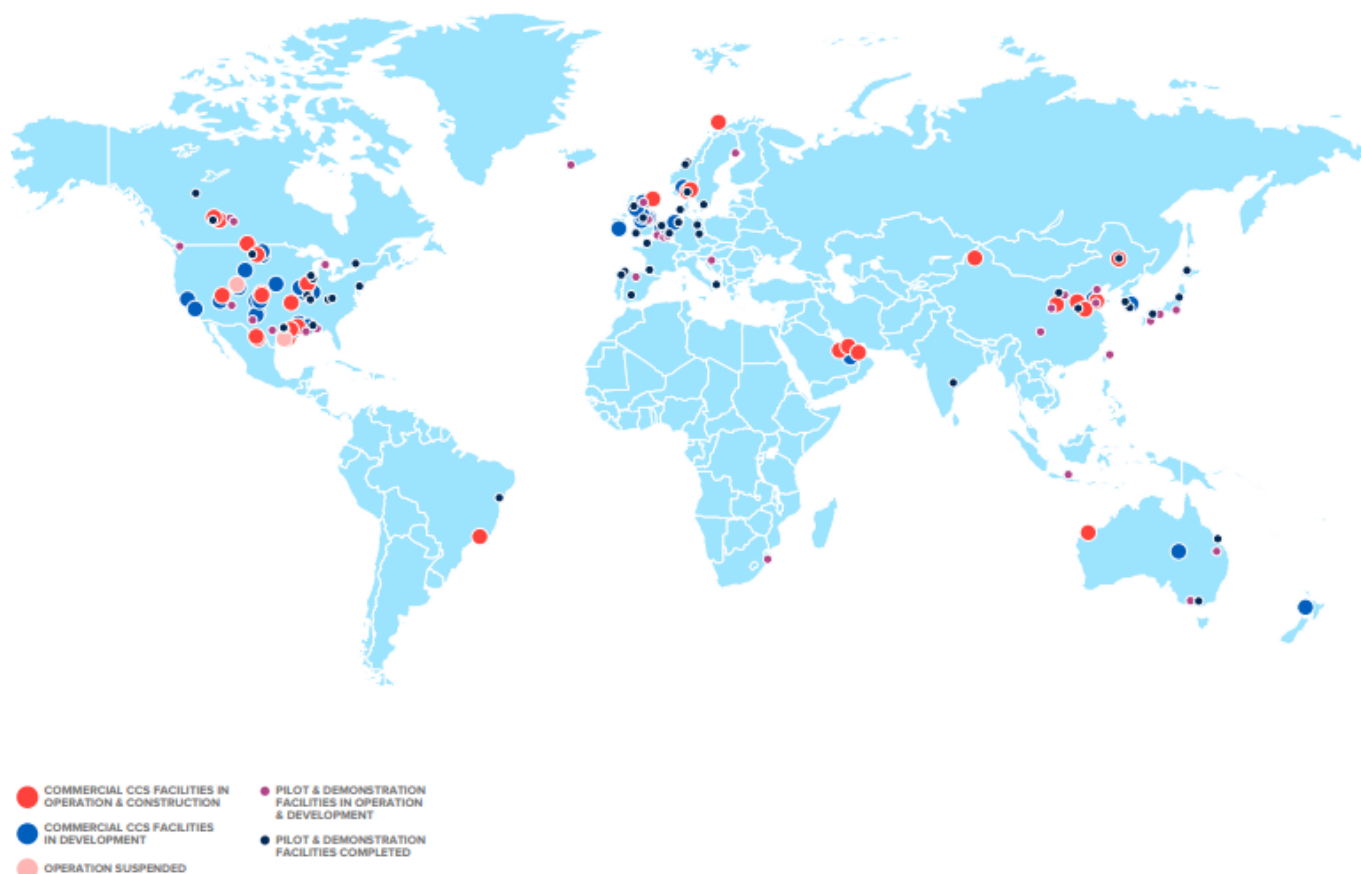 COMMERCIAL CCS FACILITIES IN
OPERATION & CONSTRUCTION
COMMERCIAL CCS FACILITIES
IN DEVELOPMENT
OPERATION SUSPENDED
PILOT & DEMONSTRATION
FACILITIES IN OPERATION
& DEVELOPMENT
PILOT & DEMONSTRATION
FACILITIES COMPLETED